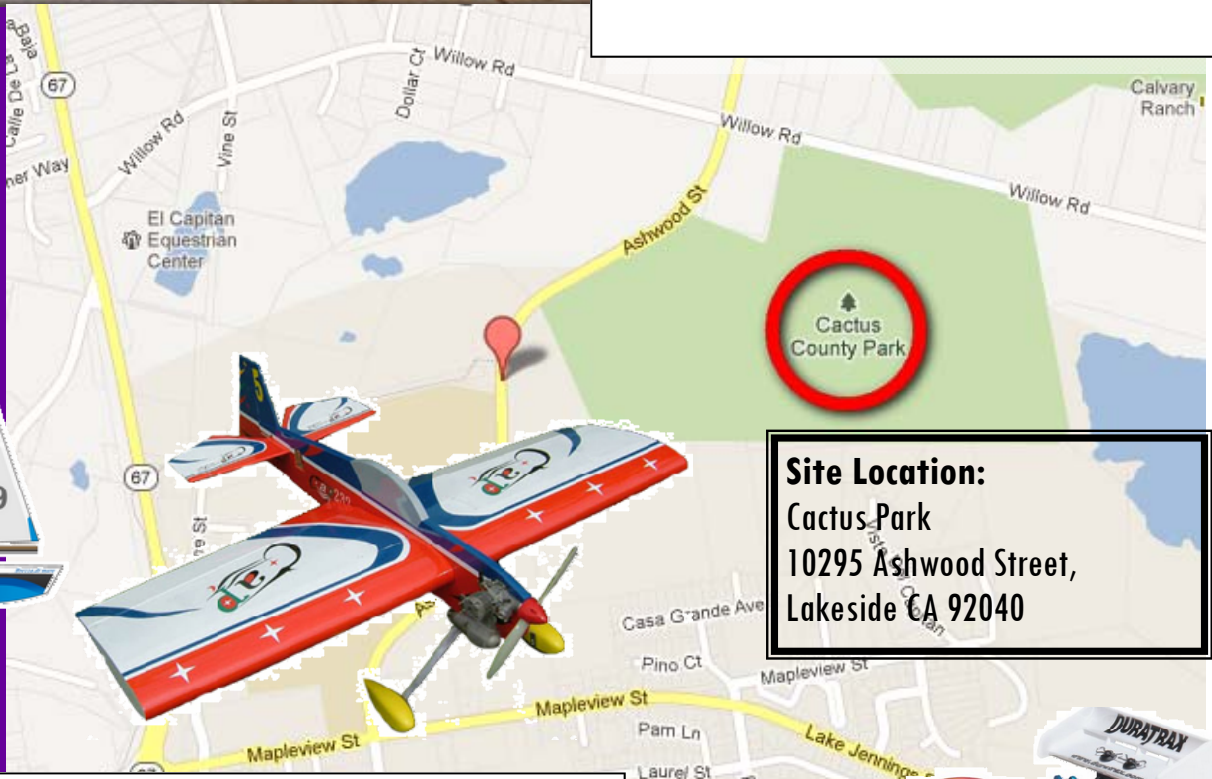 Baja
Calle De La
67
Dollar Ct
Willow Rd
Calvary
Ranch
Willow Rd
Vine St
Willow Rd
Willow Rd
El Capitan
Equestrian
Center
Ashwood St
Cactus
County Park
67
Site Location:
Cactus Park
10295 Ashwood Street,
Lakeside CA 92040
Casa Grande Ave
Pino Ct
Mapleview St
Mapleview St
Mapleview St
Pam Ln
Lake Jennings
Laurel St
DURATRAX